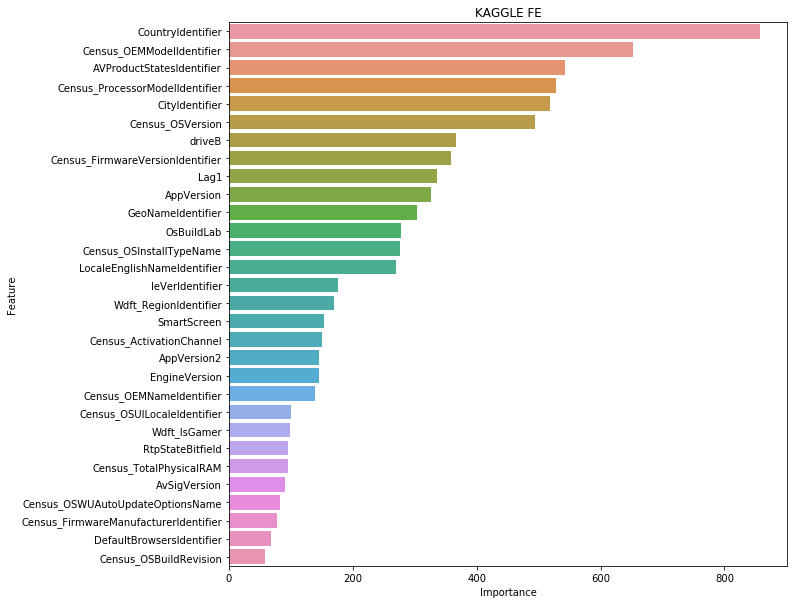 KAGGLE FE
CountryIdentifier
Census_OEMModelIdentifier
AVProductStatesIdentifier
Census_ProcessorModelIdentifier
CityIdentifier
Census_OSVersion
driveB
Census_FirmwareVersionIdentifier
Lag1
AppVersion
GeoNameIdentifier
OsBuildLab
Census_OSInstallTypeName
LocaleEnglishNameIdentifier
IeVerIdentifier
Wdft_RegionIdentifier
SmartScreen
Census_ActivationChannel
AppVersion2
EngineVersion
Census_OEMNameIdentifier
Census_OSUILocaleIdentifier
Wdft_IsGamer
RtpStateBitfield
Census_TotalPhysicalRAM
AvSigVersion
Census_OSWUAutoUpdateOptionsName
Census_FirmwareManufacturerIdentifier
DefaultBrowsersIdentifier
Census_OSBuildRevision
Feature
0 200 400 600 800
Importance